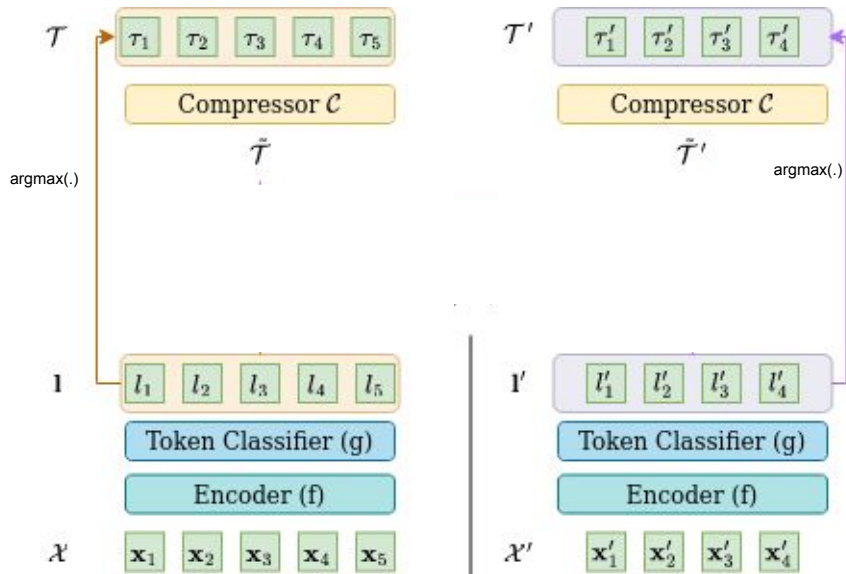 𝒯 τ₁ τ₂ τ₃ τ₄ τ₅ 𝒯′ τ′₁ τ′₂ τ′₃ τ′₄
Compressor 𝒞 Compressor 𝒞
𝒯̃ 𝒯̃′
argmax(.) argmax(.)
l l₁ l₂ l₃ l₄ l₅ l′ l′₁ l′₂ l′₃ l′₄
Token Classifier (g) Token Classifier (g)
Encoder (f) Encoder (f)
𝒳 x₁ x₂ x₃ x₄ x₅ 𝒳′ x′₁ x′₂ x′₃ x′₄